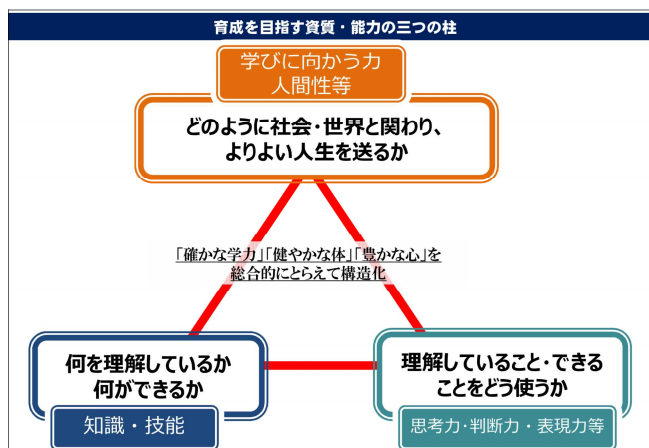 育成を目指す資質・能力の三つの柱
学びに向かう力
人間性等
どのように社会・世界と関わり、
よりよい人生を送るか
「確かな学力」「健やかな体」「豊かな心」を
総合的にとらえて構造化
何を理解しているか
何ができるか
知識・技能
理解していること・できる
ことをどう使うか
思考力・判断力・表現力等